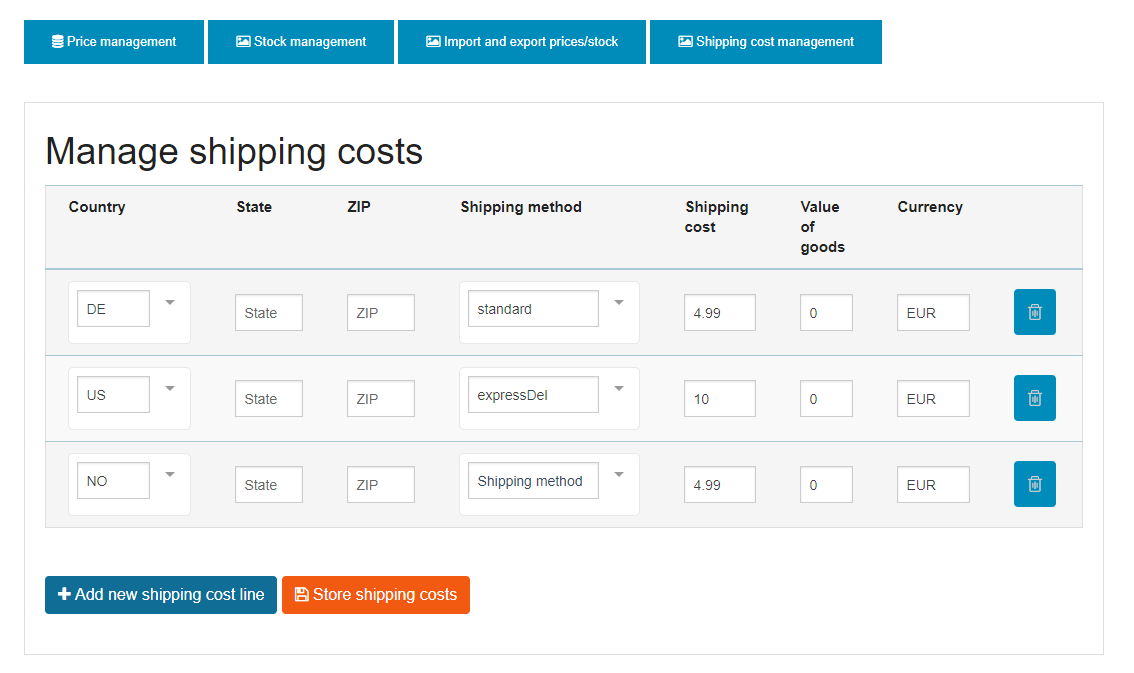 Price management Stock management Import and export prices/stock Shipping cost management
Manage shipping costs
Country State ZIP Shipping method Shipping cost Value of goods Currency
DE State ZIP standard 4.99 0 EUR
US State ZIP expressDel 10 0 EUR
NO State ZIP Shipping method 4.99 0 EUR
Add new shipping cost line Store shipping costs